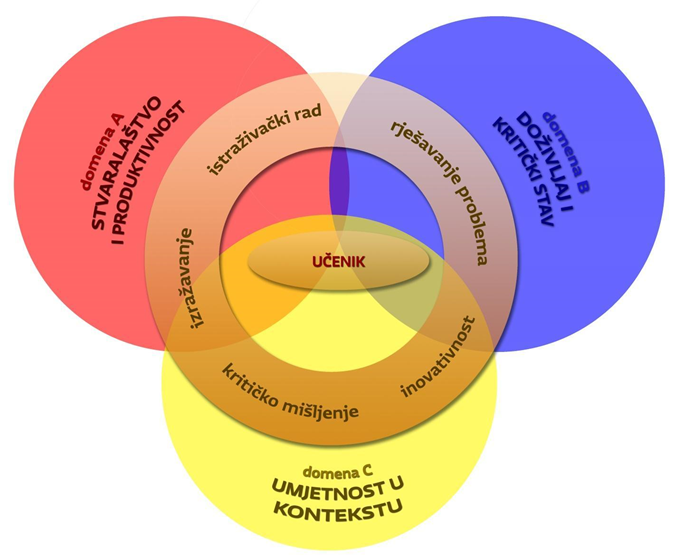 domena A
STVARALAŠTVO
I PRODUKTIVNOST
domena B
DOŽIVLJAJ I
KRITIČKI STAV
istraživački rad
rješavanje problema
UČENIK
izražavanje
inovativnost
kritičko mišljenje
domena C
UMJETNOST U
KONTEKSTU